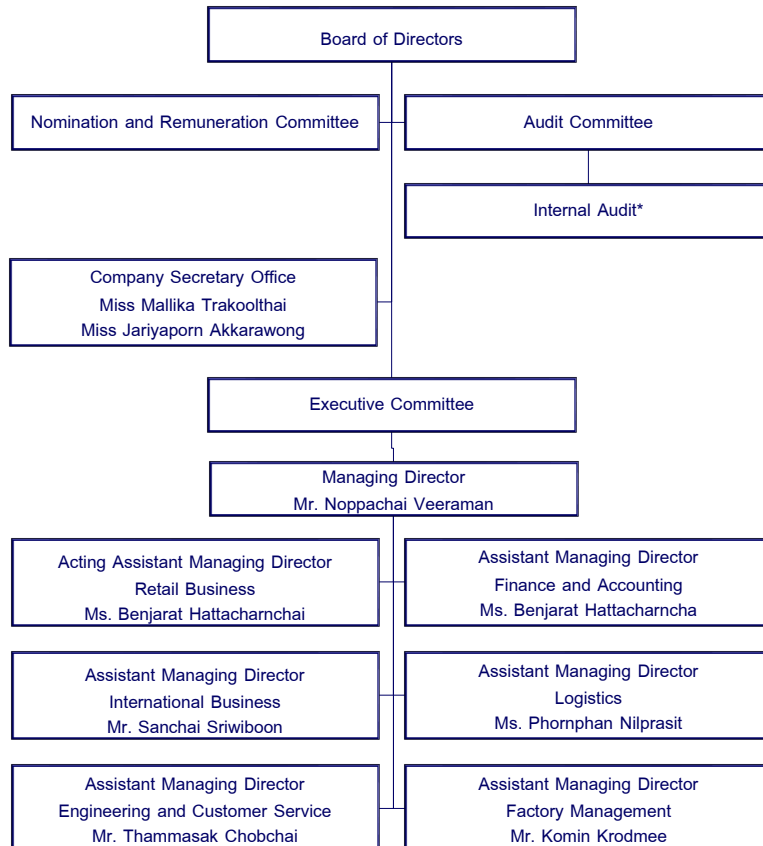 Board of Directors
Nomination and Remuneration Committee
Audit Committee
Internal Audit*
Company Secretary Office
Miss Mallika Trakoolthai
Miss Jariyaporn Akkarawong
Executive Committee
Managing Director
Mr. Noppachai Veeraman
Acting Assistant Managing Director
Retail Business
Ms. Benjarat Hattacharnchai
Assistant Managing Director
Finance and Accounting
Ms. Benjarat Hattacharncha
Assistant Managing Director
International Business
Mr. Sanchai Sriwiboon
Assistant Managing Director
Logistics
Ms. Phornphan Nilprasit
Assistant Managing Director
Engineering and Customer Service
Mr. Thammasak Chobchai
Assistant Managing Director
Factory Management
Mr. Komin Krodmee